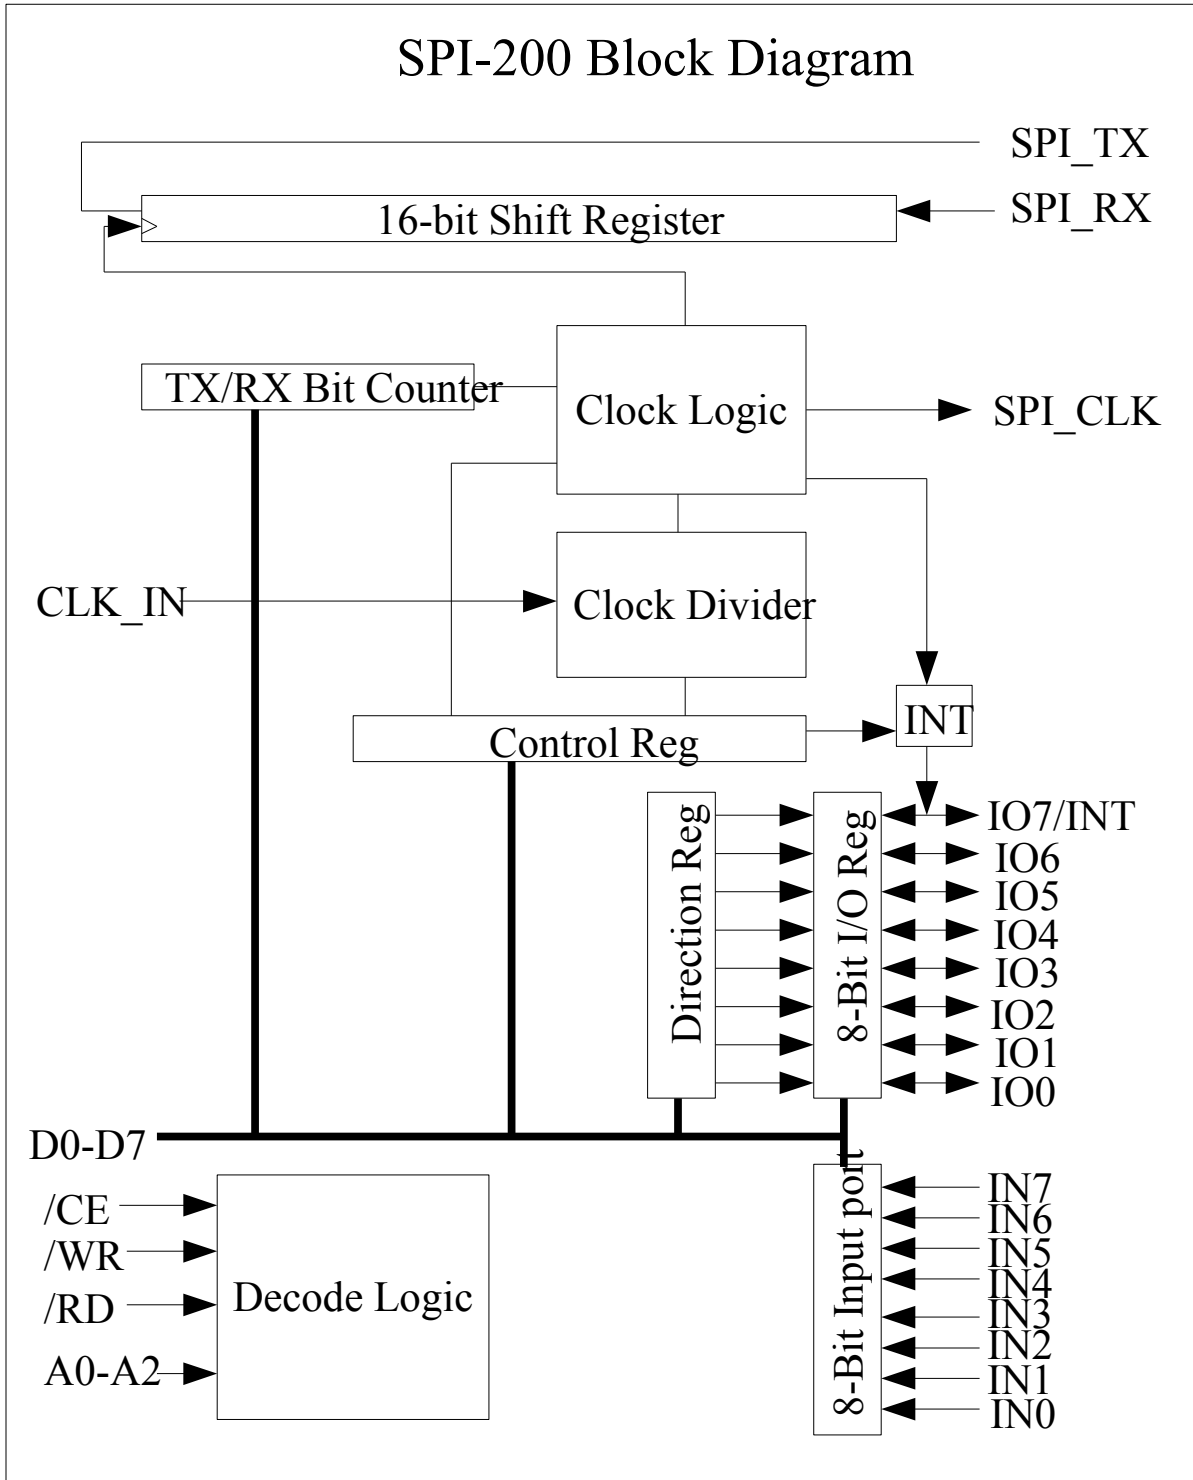 SPI-200 Block Diagram
SPI_TX
16-bit Shift Register
SPI_RX
TX/RX Bit Counter
Clock Logic
SPI_CLK
CLK_IN
Clock Divider
Control Reg
INT
Direction Reg
8-Bit I/O Reg
IO7/INT
IO6
IO5
IO4
IO3
IO2
IO1
IO0
D0-D7
/CE
/WR
/RD
A0-A2
Decode Logic
8-Bit Input port
IN7
IN6
IN5
IN4
IN3
IN2
IN1
IN0